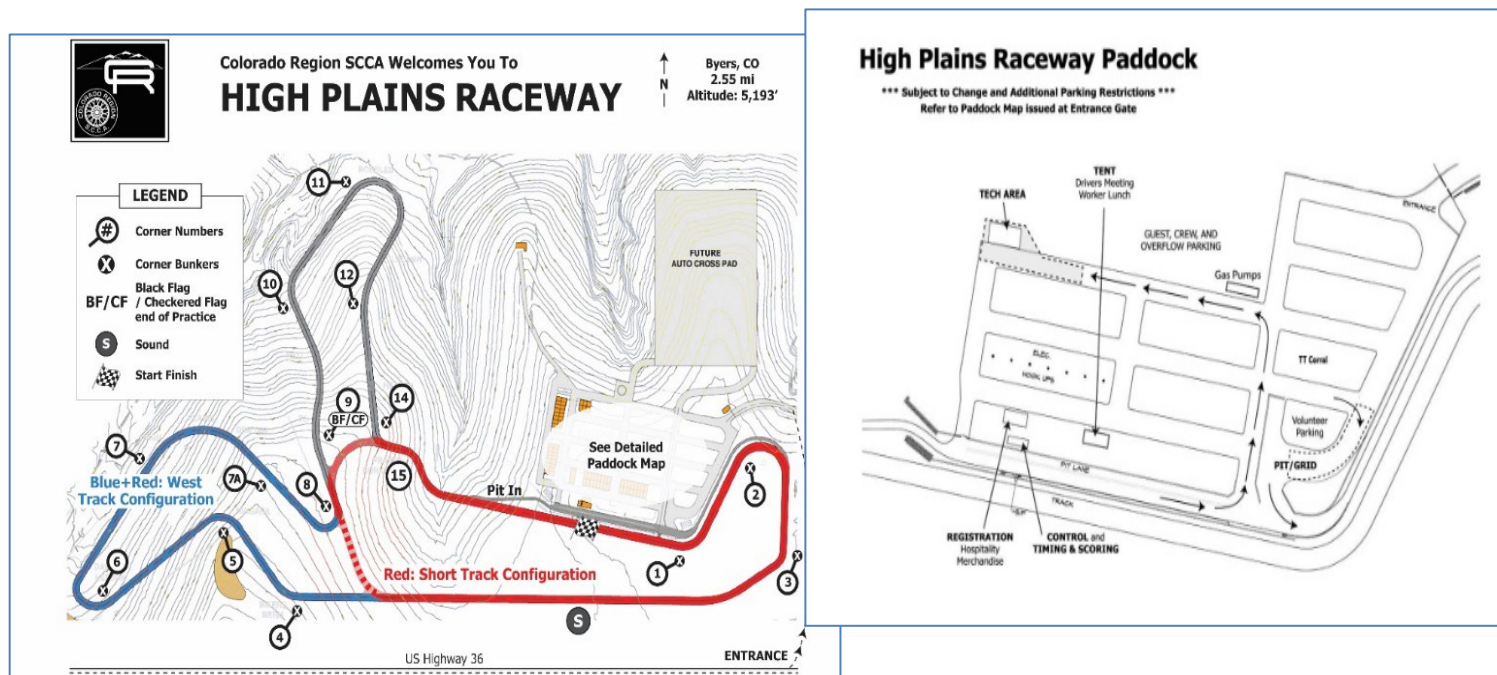 Colorado Region SCCA Welcomes You To
HIGH PLAINS RACEWAY
COLORADO REGION
S.C.C.A.
N
Byers, CO
2.55 mi
Altitude: 5,193'
LEGEND
# Corner Numbers
X Corner Bunkers
BF/CF Black Flag
/ Checkered Flag
end of Practice
S Sound
Start Finish
11
10
12
9
BF/CF
14
7
7A
8
15
Blue+Red: West
Track Configuration
6
5
4
Red: Short Track Configuration
Pit In
See Detailed
Paddock Map
FUTURE
AUTO CROSS PAD
1
2
3
S
US Highway 36
ENTRANCE
High Plains Raceway Paddock
*** Subject to Change and Additional Parking Restrictions ***
Refer to Paddock Map issued at Entrance Gate
TECH AREA
TENT
Drivers Meeting
Worker Lunch
GUEST, CREW, AND
OVERFLOW PARKING
Gas Pumps
ENTRANCE
ELEC.
HOOK UPS
TT Corral
Volunteer
Parking
PIT/GRID
PIT LANE
TRACK
REGISTRATION
Hospitality
Merchandise
CONTROL and
TIMING & SCORING